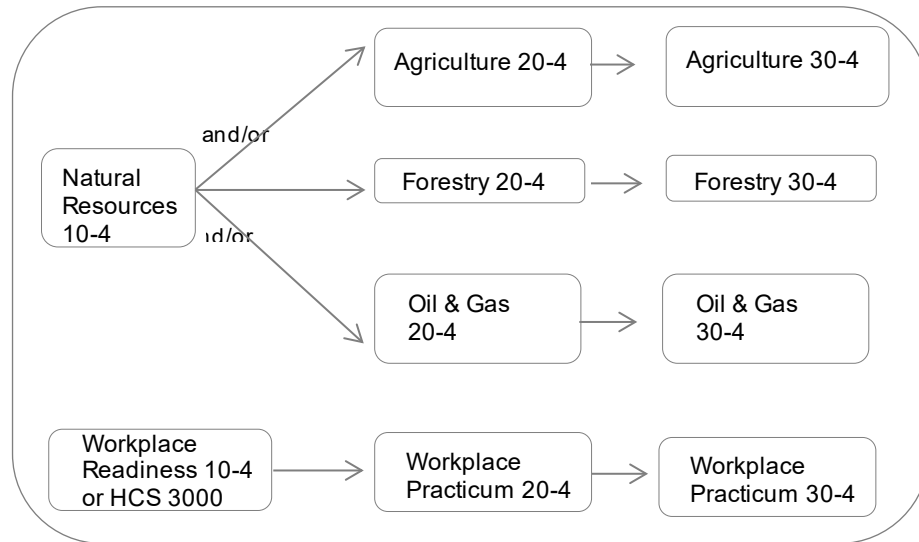 Agriculture 20-4
Agriculture 30-4
and/or
Natural
Resources
10-4
Forestry 20-4
Forestry 30-4
nd/or
Oil & Gas
20-4
Oil & Gas
30-4
Workplace
Readiness 10-4
or HCS 3000
Workplace
Practicum 20-4
Workplace
Practicum 30-4